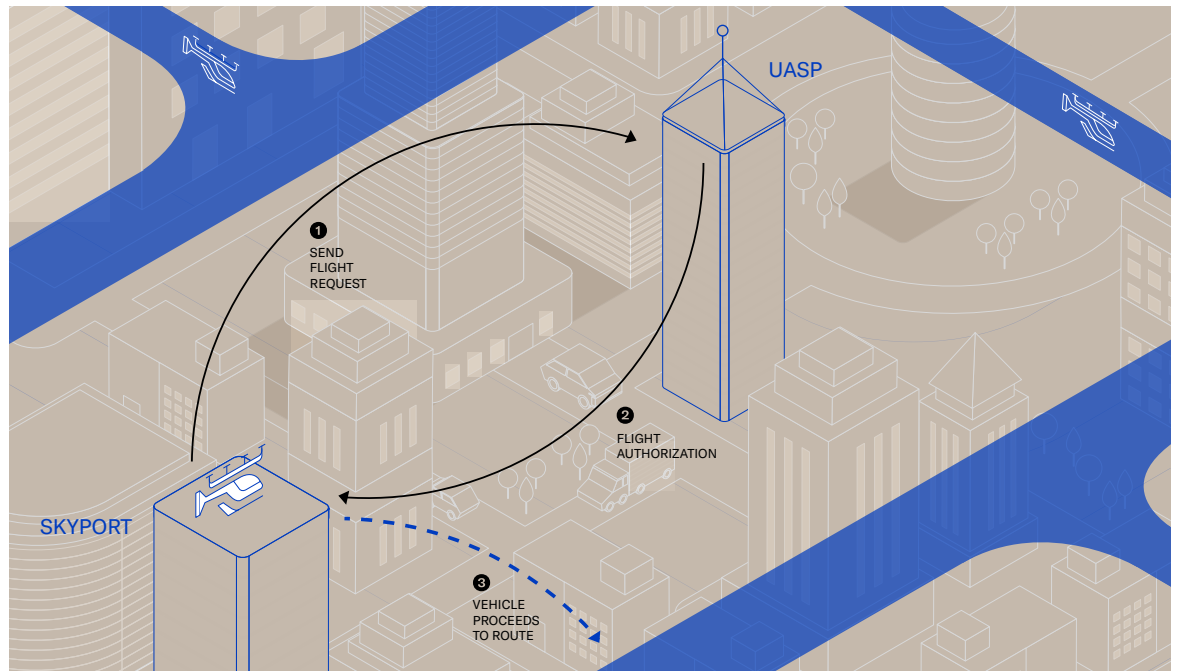 UASP
1
SEND
FLIGHT
REQUEST
2
FLIGHT
AUTHORIZATION
SKYPORT
3
VEHICLE
PROCEEDS
TO ROUTE